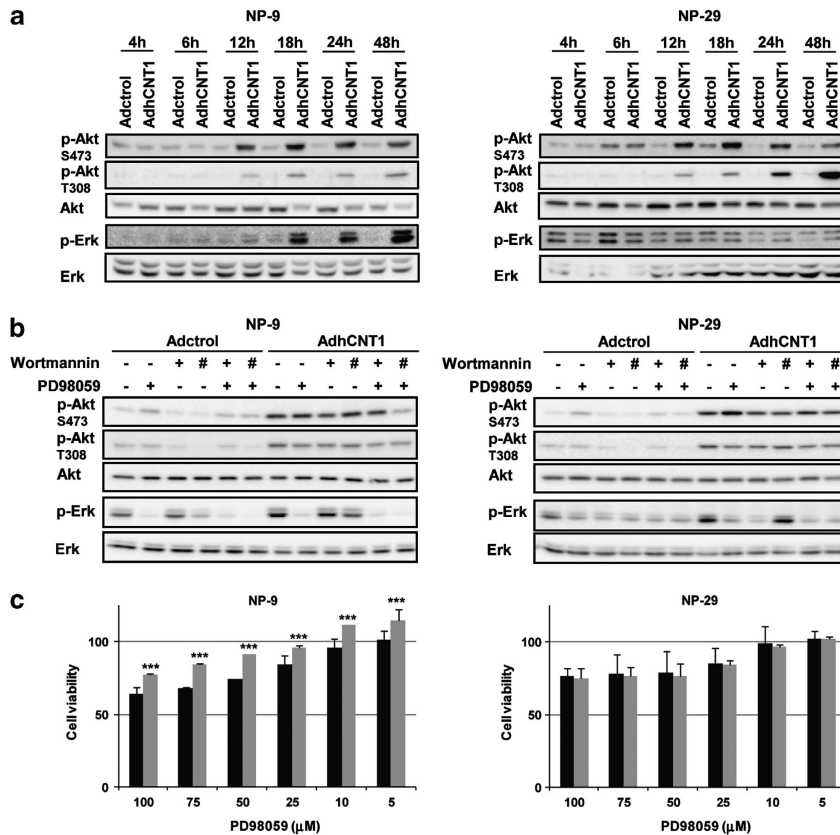 a
NP-9
4h 6h 12h 18h 24h 48h
Adctrol AdhCNT1 Adctrol AdhCNT1 Adctrol AdhCNT1 Adctrol AdhCNT1 Adctrol AdhCNT1 Adctrol AdhCNT1
p-Akt S473
p-Akt T308
Akt
p-Erk
Erk
NP-29
4h 6h 12h 18h 24h 48h
Adctrol AdhCNT1 Adctrol AdhCNT1 Adctrol AdhCNT1 Adctrol AdhCNT1 Adctrol AdhCNT1 Adctrol AdhCNT1
p-Akt S473
p-Akt T308
Akt
p-Erk
Erk
b
NP-9
Adctrol AdhCNT1
Wortmannin - - + # + # - - + # + #
PD98059 - + + + - + + +
p-Akt S473
p-Akt T308
Akt
p-Erk
Erk
NP-29
Adctrol AdhCNT1
Wortmannin - - + # + # - - + # + #
PD98059 - + + + - + + +
p-Akt S473
p-Akt T308
Akt
p-Erk
Erk
c
NP-9
Cell viability
100
50
0
*** *** *** *** *** ***
100 75 50 25 10 5
PD98059 (μM)
NP-29
Cell viability
100
50
0
100 75 50 25 10 5
PD98059 (μM)